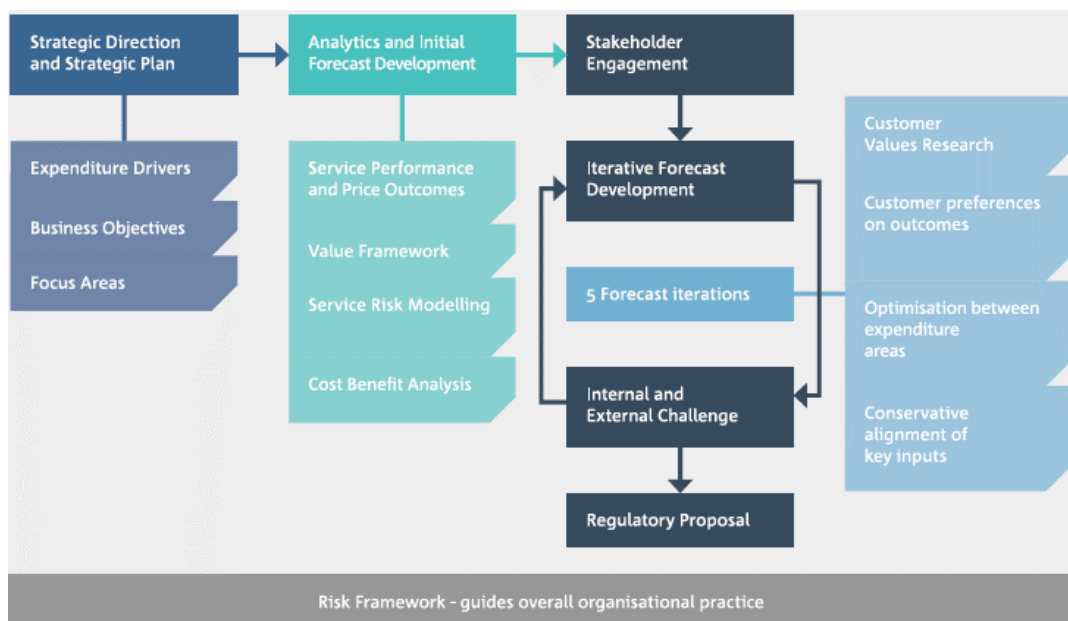 Strategic Direction
and Strategic Plan
Expenditure Drivers
Business Objectives
Focus Areas
Analytics and Initial
Forecast Development
Service Performance
and Price Outcomes
Value Framework
Service Risk Modelling
Cost Benefit Analysis
Stakeholder
Engagement
Iterative Forecast
Development
5 Forecast iterations
Internal and
External Challenge
Regulatory Proposal
Customer
Values Research
Customer preferences
on outcomes
Optimisation between
expenditure
areas
Conservative
alignment of
key inputs
Risk Framework - guides overall organisational practice